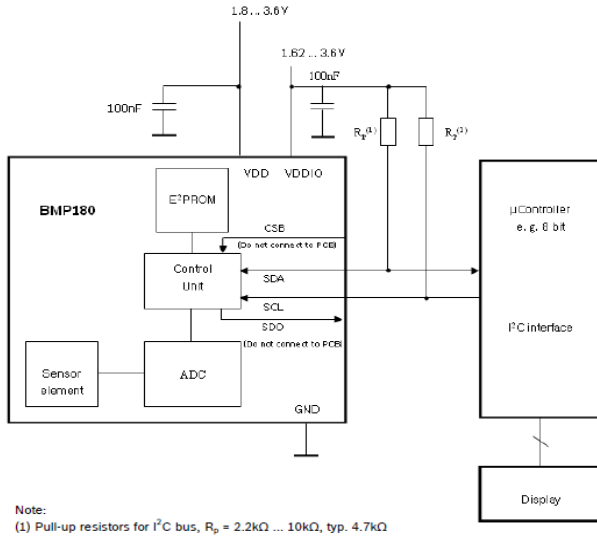 1.8 ... 3.6V
1.62 ... 3.6V
100nF
100nF
Rp(1)
Rp(1)
VDD
VDDIO
BMP180
E²PROM
CSB
(Do not connect to PCB)
Control
Unit
SDA
SCL
SDO
(Do not connect to PCB)
Sensor
element
ADC
GND
µController
e. g. 8 bit
I²C interface
Display
Note:
(1) Pull-up resistors for I²C bus, Rp = 2.2kΩ ... 10kΩ, typ. 4.7kΩ